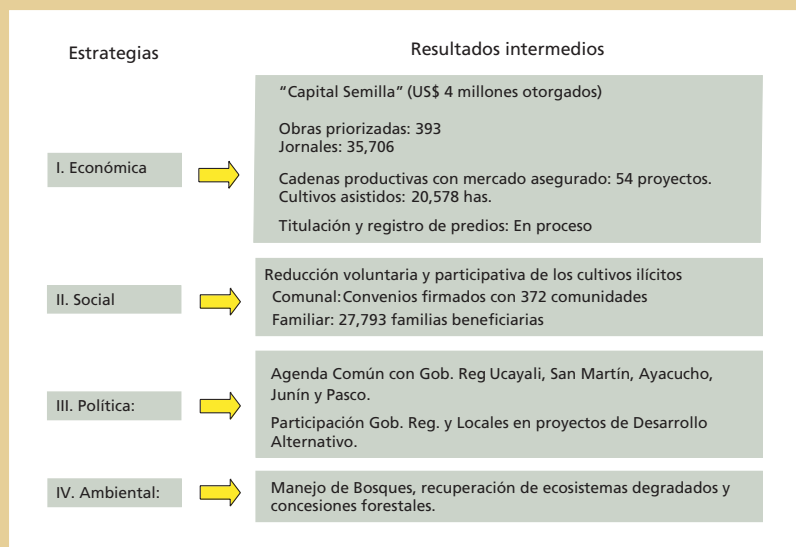 Estrategias
Resultados intermedios
I. Económica
“Capital Semilla” (US$ 4 millones otorgados)
Obras priorizadas: 393
Jornales: 35,706
Cadenas productivas con mercado asegurado: 54 proyectos.
Cultivos asistidos: 20,578 has.
Titulación y registro de predios: En proceso
II. Social
Reducción voluntaria y participativa de los cultivos ilícitos
Comunal:Convenios firmados con 372 comunidades
Familiar: 27,793 familias beneficiarias
III. Política:
Agenda Común con Gob. Reg Ucayali, San Martín, Ayacucho,
Junín y Pasco.
Participación Gob. Reg. y Locales en proyectos de Desarrollo
Alternativo.
IV. Ambiental:
Manejo de Bosques, recuperación de ecosistemas degradados y
concesiones forestales.